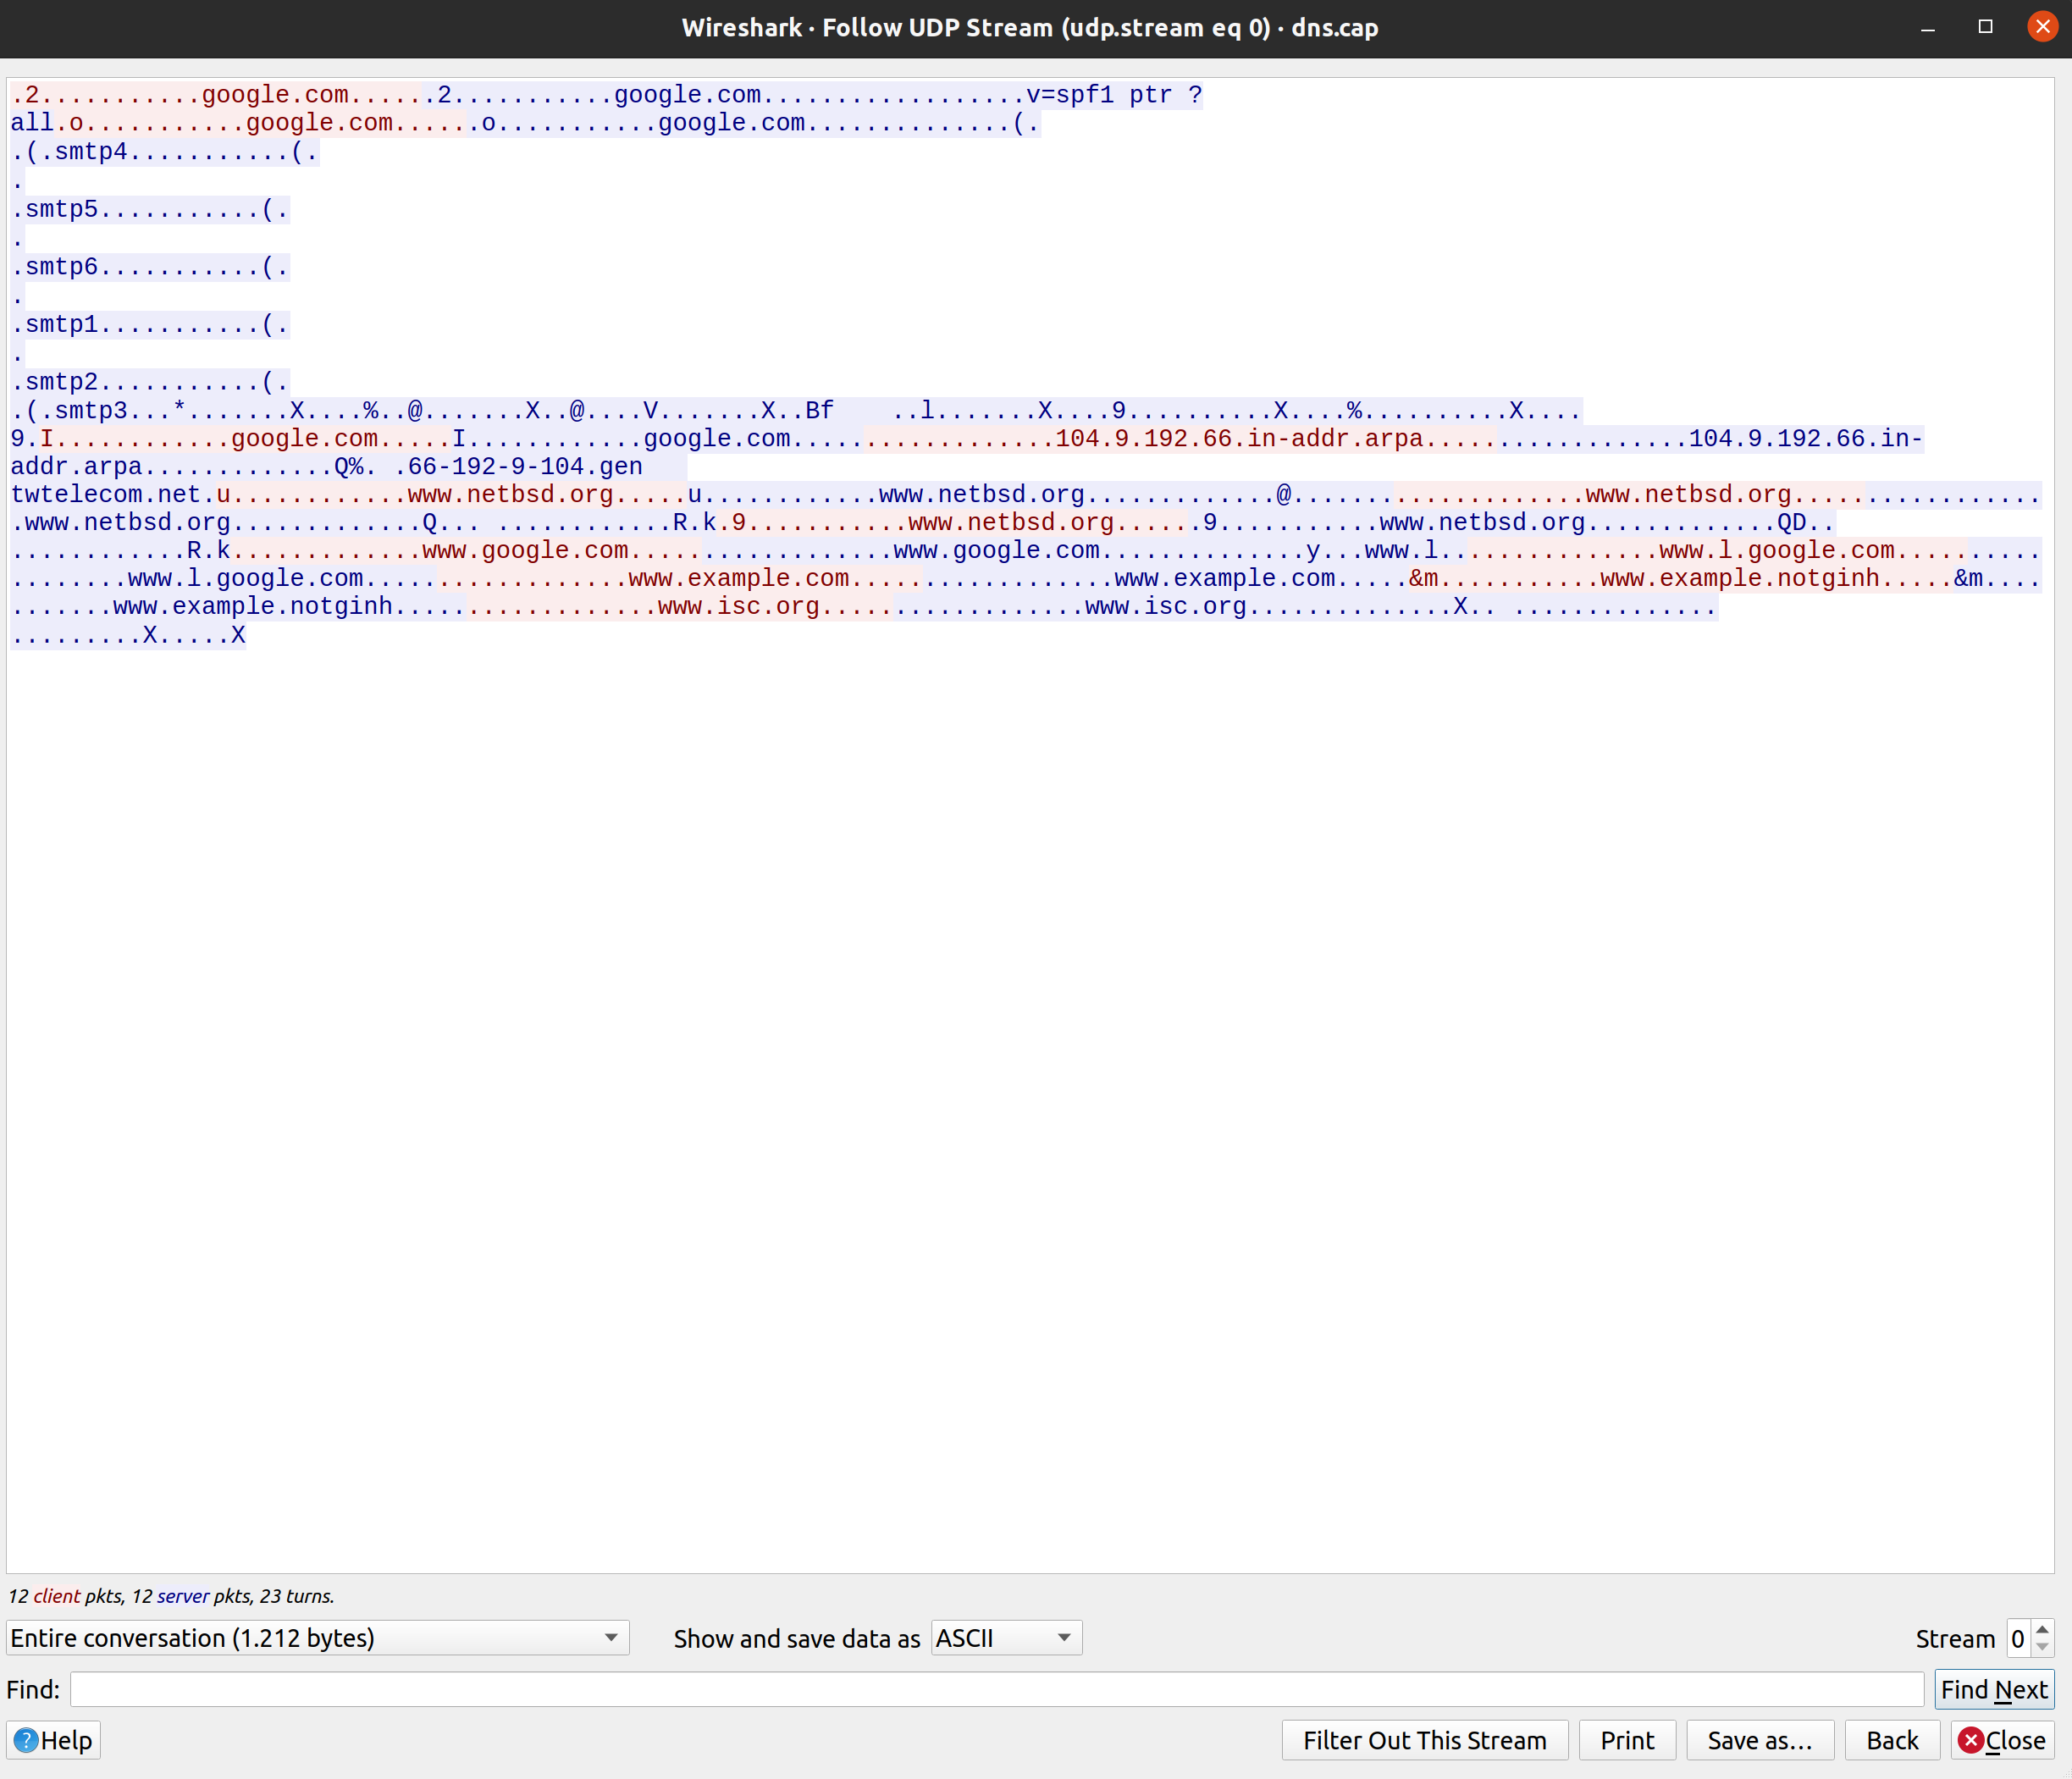 Wireshark · Follow UDP Stream (udp.stream eq 0) · dns.cap
.2...........google.com......2...........google.com..................v=spf1 ptr ?
all.o...........google.com......o...........google.com..............(.
.(.smtp4...........(.
.
.smtp5...........(.
.
.smtp6...........(.
.
.smtp1...........(.
.
.smtp2...........(.
.(.smtp3...*.......X....%..@.......X..@....V.......X..Bf    ..l.......X....9..........X....%..........X....
9.I............google.com.....I............google.com..................104.9.192.66.in-addr.arpa..................104.9.192.66.in-
addr.arpa.............Q%. .66-192-9-104.gen
twtelecom.net.u............www.netbsd.org.....u............www.netbsd.org.............@....................www.netbsd.org.................
.www.netbsd.org.............Q... ............R.k.9...........www.netbsd.org......9...........www.netbsd.org.............QD..
............R.k.............www.google.com..................www.google.com..............y...www.l...............www.l.google.com..........
........www.l.google.com..................www.example.com..................www.example.com.....&m...........www.example.notginh.....&m....
.......www.example.notginh..................www.isc.org..................www.isc.org..............X.. ..............
.........X.....X
12 client pkts, 12 server pkts, 23 turns.
Entire conversation (1.212 bytes) Show and save data as ASCII Stream 0
Find: Find Next
? Help Filter Out This Stream Print Save as... Back Close